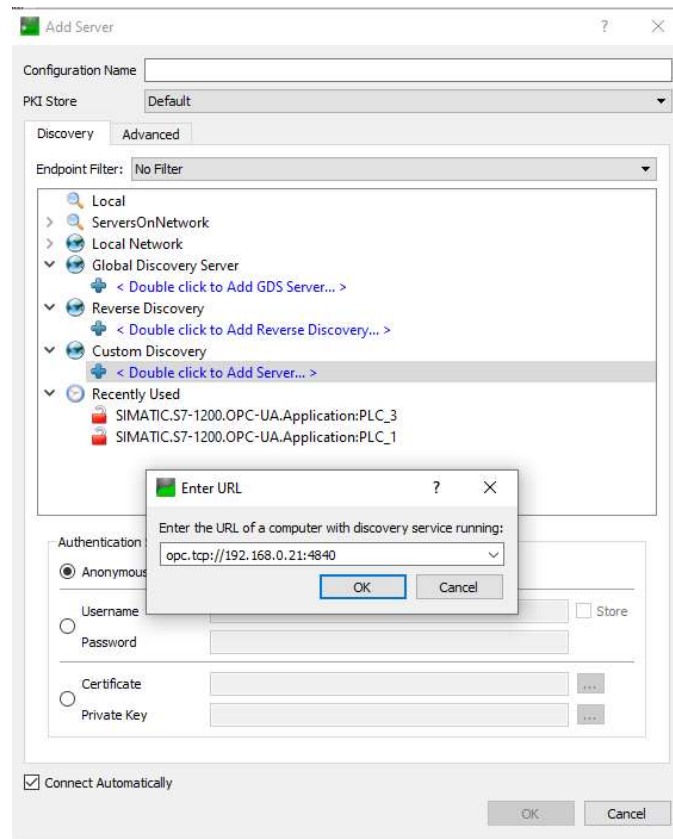 Add Server
Configuration Name
PKI Store Default
Discovery Advanced
Endpoint Filter: No Filter
Local
ServersOnNetwork
Local Network
Global Discovery Server
< Double click to Add GDS Server... >
Reverse Discovery
< Double click to Add Reverse Discovery... >
Custom Discovery
< Double click to Add Server... >
Recently Used
SIMATIC.S7-1200.OPC-UA.Application:PLC_3
SIMATIC.S7-1200.OPC-UA.Application:PLC_1
Enter URL
Enter the URL of a computer with discovery service running:
opc.tcp://192.168.0.21:4840
OK Cancel
Authentication
Anonymous
Username Store
Password
Certificate ...
Private Key ...
Connect Automatically
OK Cancel